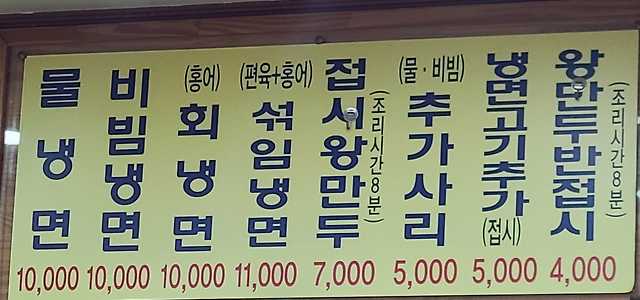 물냉면 10,000
비빔냉면 10,000
(홍어) 회냉면 10,000
(편육+홍어) 섞임냉면 11,000
접시왕만두 (조리시간8분) 7,000
(물·비빔) 추가사리 5,000
냉면고기추가 (접시) 5,000
왕만두반접시 (조리시간8분) 4,000